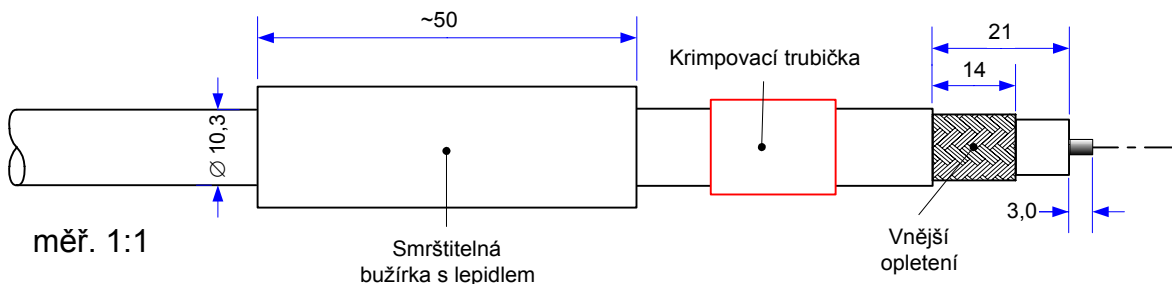 ~50
21
Krimpovací trubička
14
Ø 10,3
3,0
měř. 1:1
Smrštitelná
bužírka s lepidlem
Vnější
opletení